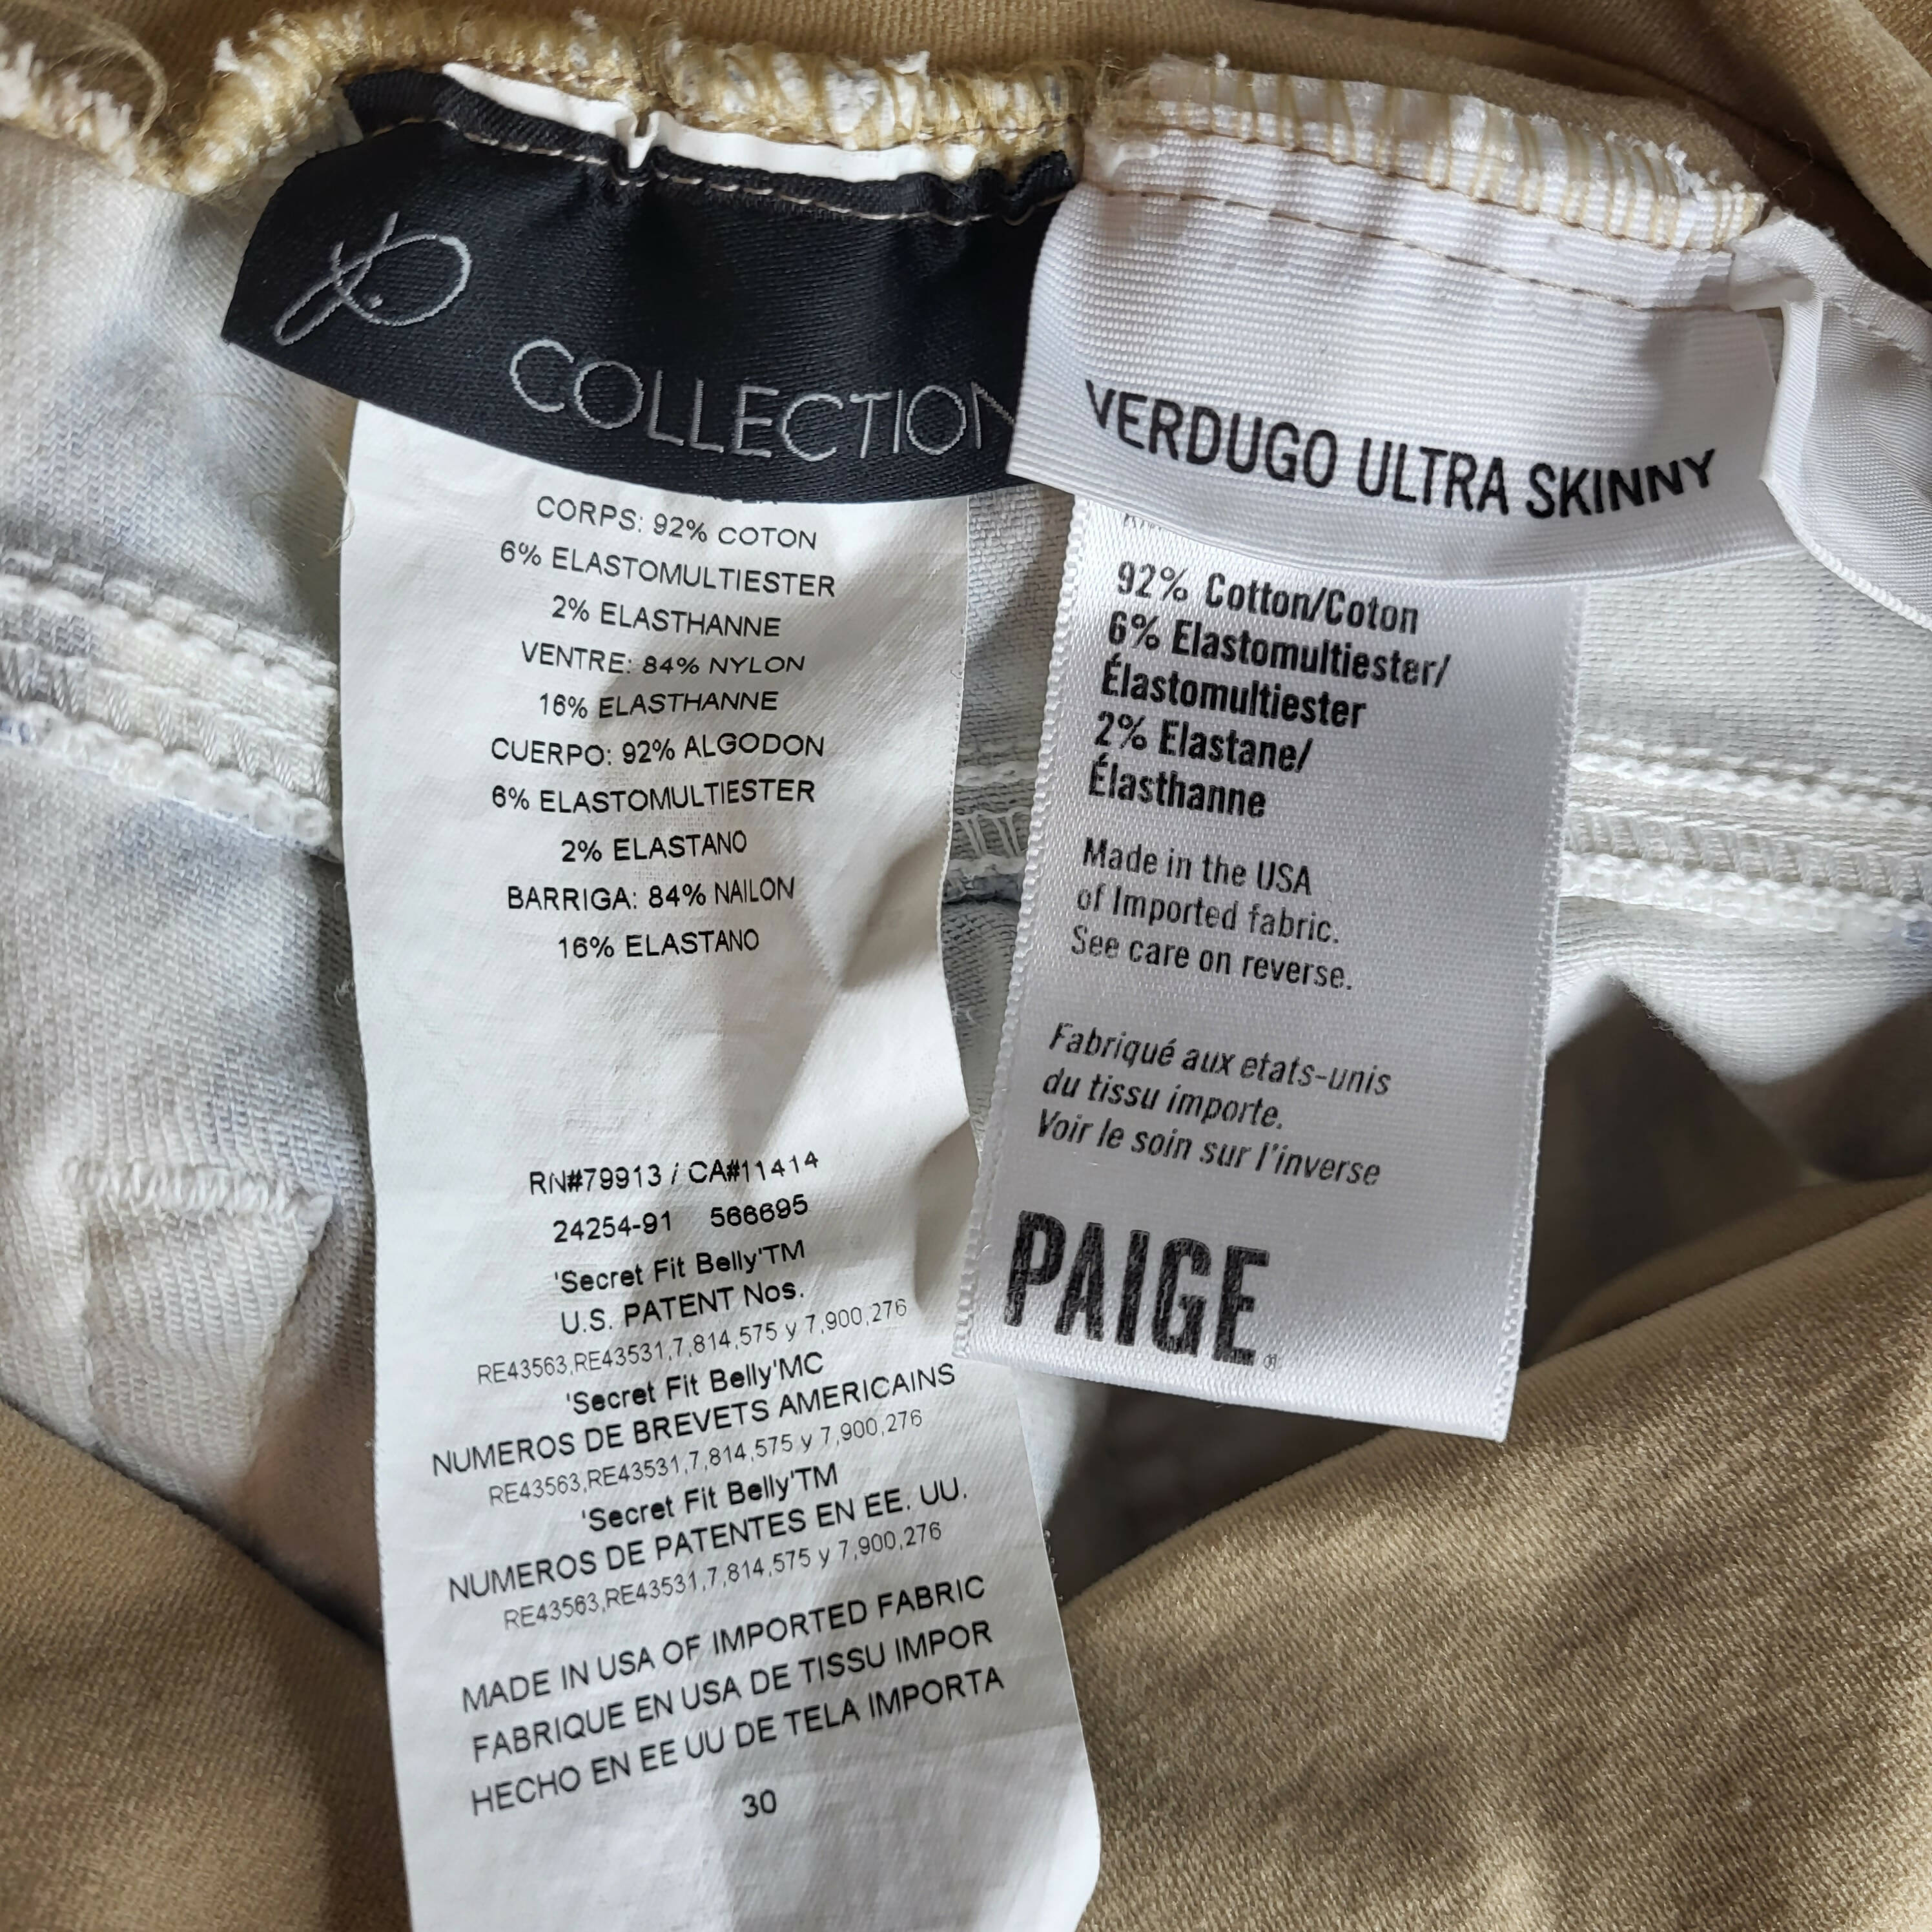 COLLECTION
CORPS: 92% COTON
6% ELASTOMULTIESTER
2% ELASTHANNE
VENTRE: 84% NYLON
16% ELASTHANNE
CUERPO: 92% ALGODON
6% ELASTOMULTIESTER
2% ELASTANO
BARRIGA: 84% NAILON
16% ELASTANO
RN#79913 / CA#11414
24254-91 566695
'Secret Fit Belly'TM
U.S. PATENT Nos.
RE43563,RE43531,7,814,575 y 7,900,276
'Secret Fit Belly'MC
NUMEROS DE BREVETS AMERICAINS
RE43563,RE43531,7,814,575 y 7,900,276
'Secret Fit Belly'TM
NUMEROS DE PATENTES EN EE. UU.
RE43563,RE43531,7,814,575 y 7,900,276
MADE IN USA OF IMPORTED FABRIC
FABRIQUE EN USA DE TISSU IMPOR
HECHO EN EE UU DE TELA IMPORTA
30
VERDUGO ULTRA SKINNY
92% Cotton/Coton
6% Elastomultiester/
Élastomultiester
2% Elastane/
Élasthanne
Made in the USA
of Imported fabric.
See care on reverse.
Fabriqué aux etats-unis
du tissu importe.
Voir le soin sur l'inverse
PAIGE®